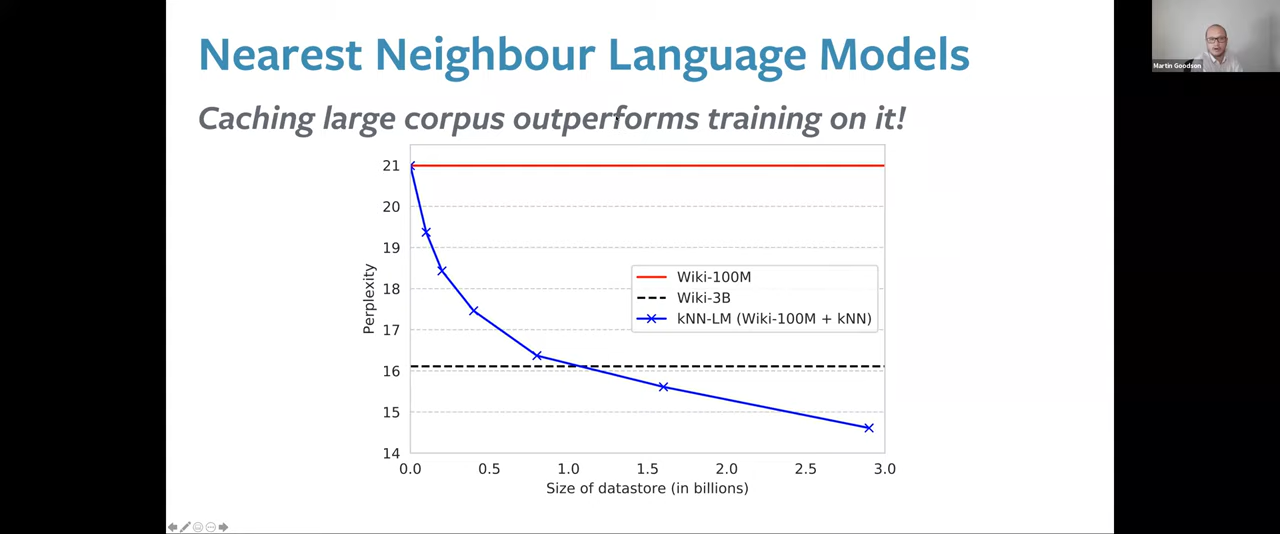 Nearest Neighbour Language Models
Caching large corpus outperforms training on it!
Martin Goodson
21
20
19
18
17
16
15
14
Perplexity
Wiki-100M
Wiki-3B
kNN-LM (Wiki-100M + kNN)
0.0 0.5 1.0 1.5 2.0 2.5 3.0
Size of datastore (in billions)